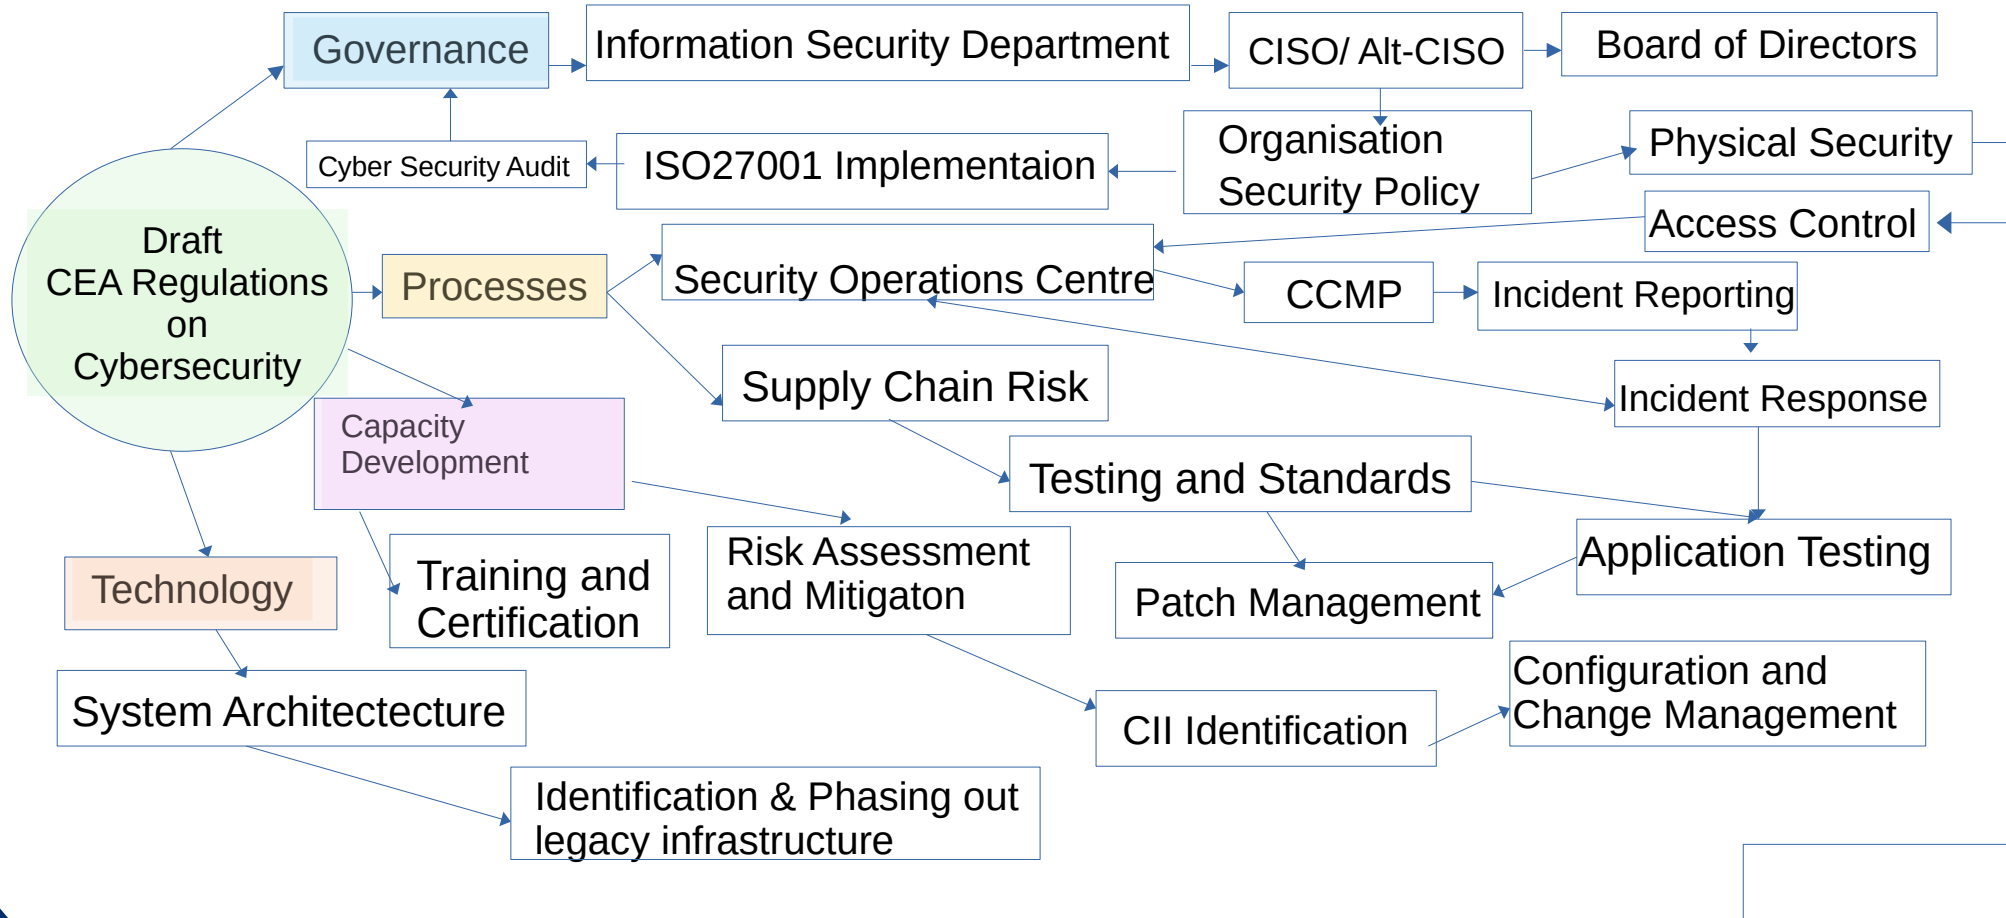 Governance
Information Security Department
CISO/ Alt-CISO
Board of Directors
Cyber Security Audit
ISO27001 Implementaion
Organisation
Security Policy
Physical Security
Access Control
Draft
CEA Regulations
on
Cybersecurity
Processes
Security Operations Centre
CCMP
Incident Reporting
Supply Chain Risk
Incident Response
Capacity
Development
Testing and Standards
Technology
Training and
Certification
Risk Assessment
and Mitigaton
Patch Management
Application Testing
System Architectecture
CII Identification
Configuration and
Change Management
Identification & Phasing out
legacy infrastructure